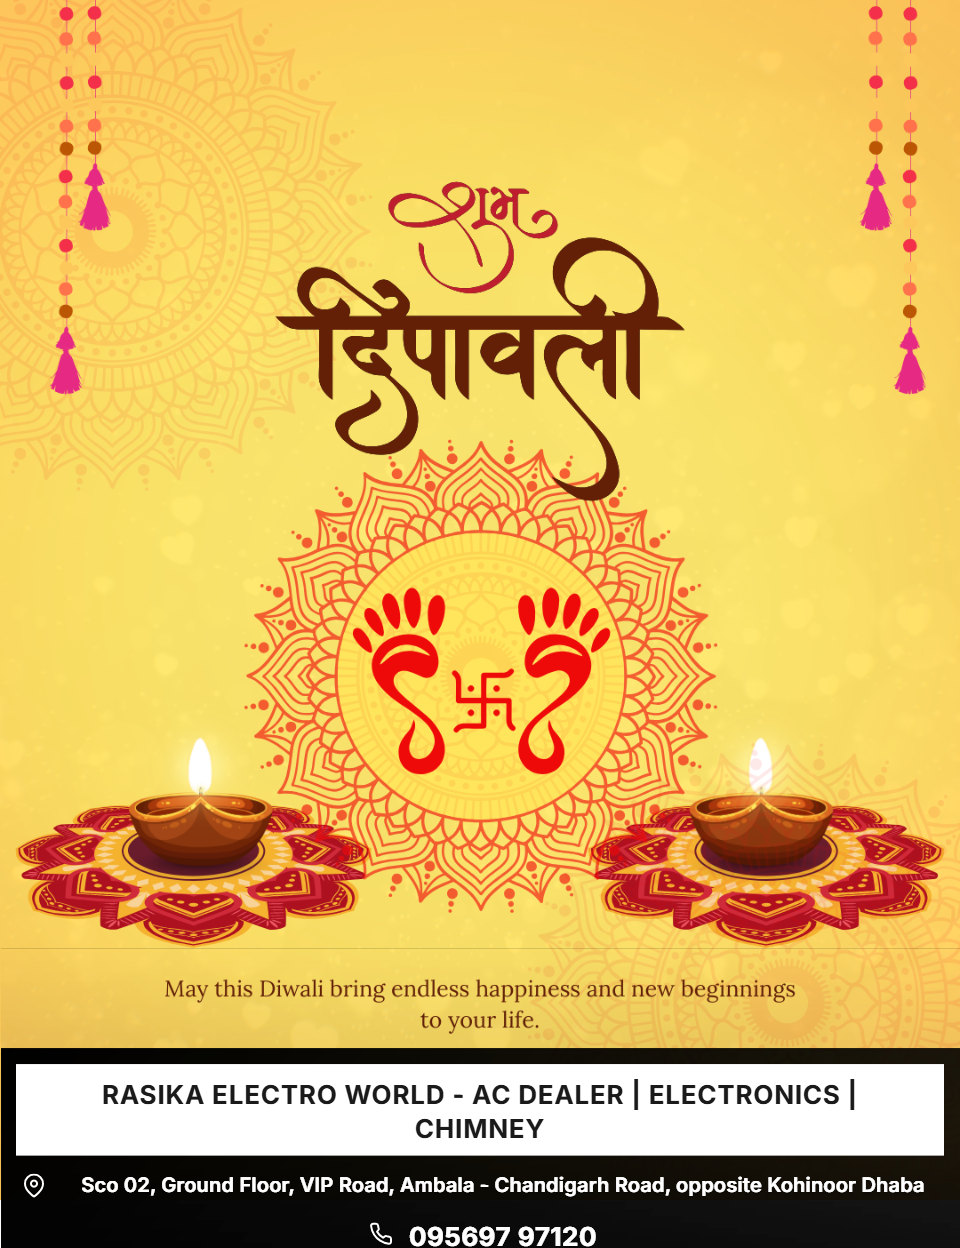 शुभ
दिपावली
May this Diwali bring endless happiness and new beginnings
to your life.
RASIKA ELECTRO WORLD - AC DEALER | ELECTRONICS |
CHIMNEY
Sco 02, Ground Floor, VIP Road, Ambala - Chandigarh Road, opposite Kohinoor Dhaba
095697 97120